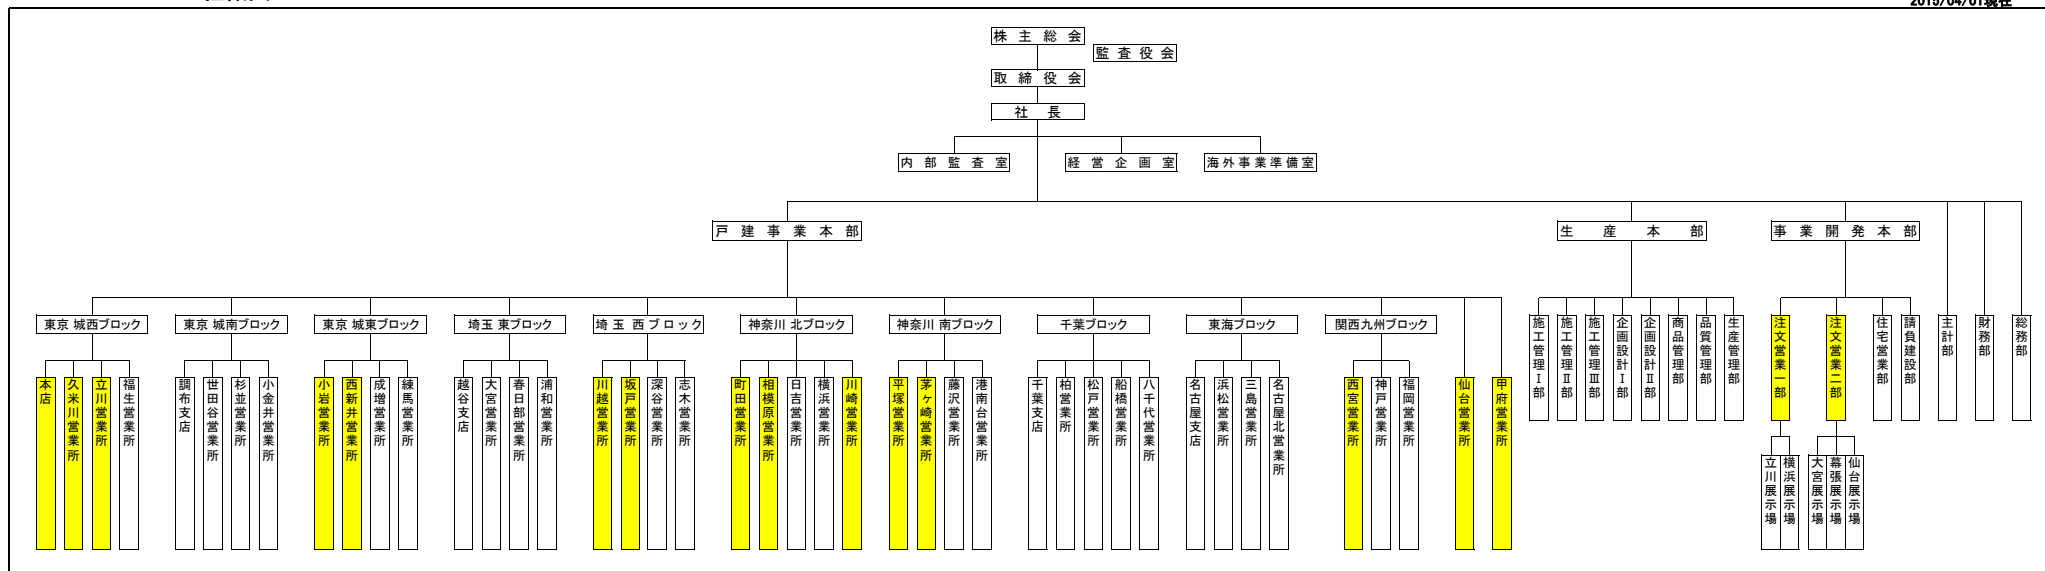 2015/04/01現在
株主総会
監査役会
取締役会
社長
内部監査室
経営企画室
海外事業準備室
戸建事業本部
生産本部
事業開発本部
東京 城西ブロック
東京 城南ブロック
東京 城東ブロック
埼玉 東ブロック
埼玉 西ブロック
神奈川 北ブロック
神奈川 南ブロック
千葉ブロック
東海ブロック
関西九州ブロック
施工管理Ⅰ部
施工管理Ⅱ部
施工管理Ⅲ部
企画設計Ⅰ部
企画設計Ⅱ部
商品管理部
品質管理部
生産管理部
注文営業一部
注文営業二部
住宅営業部
請負建設部
主計部
財務部
総務部
本店
久米川営業所
立川営業所
福生営業所
調布支店
世田谷営業所
杉並営業所
小金井営業所
小岩営業所
西新井営業所
成増営業所
練馬営業所
越谷支店
大宮営業所
春日部営業所
浦和営業所
川越営業所
坂戸営業所
深谷営業所
志木営業所
町田営業所
相模原営業所
日吉営業所
横浜営業所
川崎営業所
平塚営業所
茅ヶ崎営業所
藤沢営業所
港南台営業所
千葉支店
柏営業所
松戸営業所
船橋営業所
八千代営業所
名古屋支店
浜松営業所
三島営業所
名古屋北営業所
西宮営業所
神戸営業所
福岡営業所
仙台営業所
甲府営業所
立川展示場
横浜展示場
大宮展示場
幕張展示場
仙台展示場